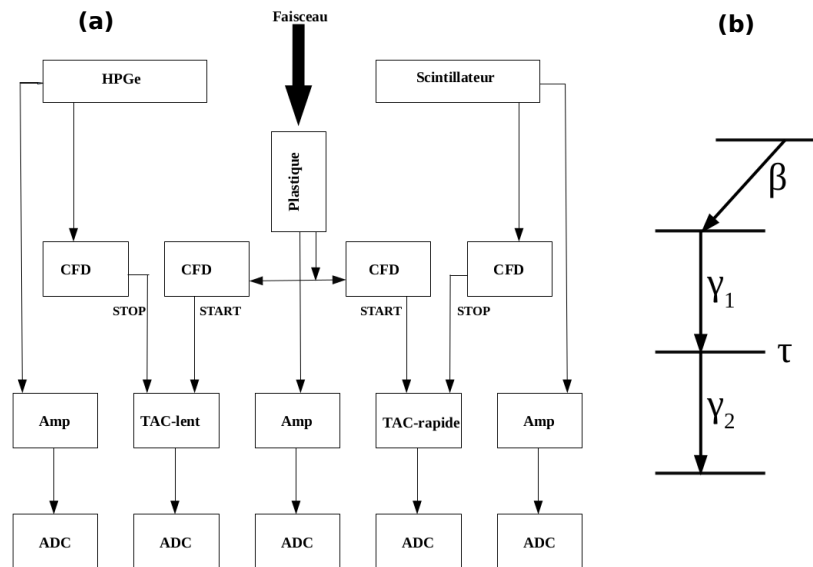 (a)
Faisceau
(b)
HPGe
Scintillateur
Plastique
β
CFD
CFD
CFD
CFD
STOP
START
START
STOP
γ1
τ
Amp
TAC-lent
Amp
TAC-rapide
Amp
γ2
ADC
ADC
ADC
ADC
ADC